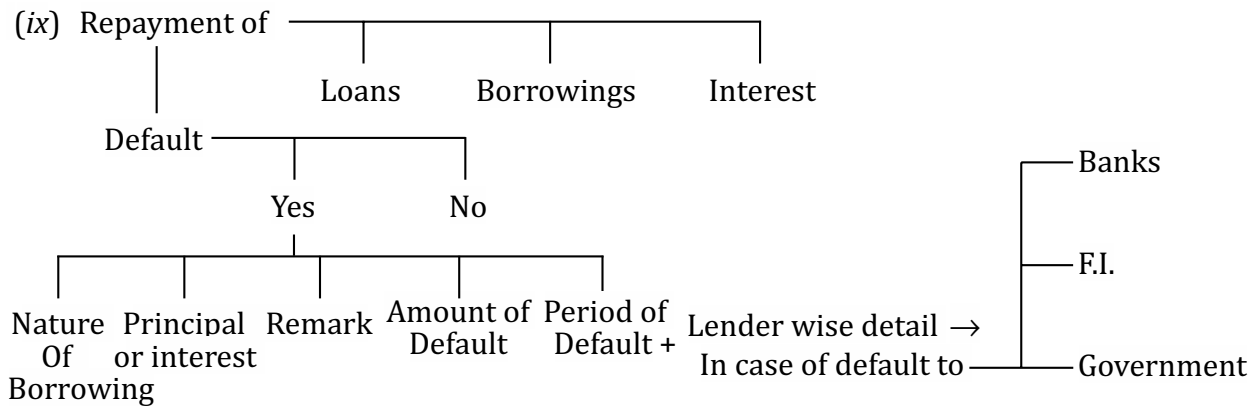 (ix) Repayment of
Loans Borrowings Interest
Default
Yes No
Banks
F.I.
Government
Nature
Of
Borrowing
Principal
or interest
Remark
Amount of
Default
Period of
Default +
Lender wise detail →
In case of default to